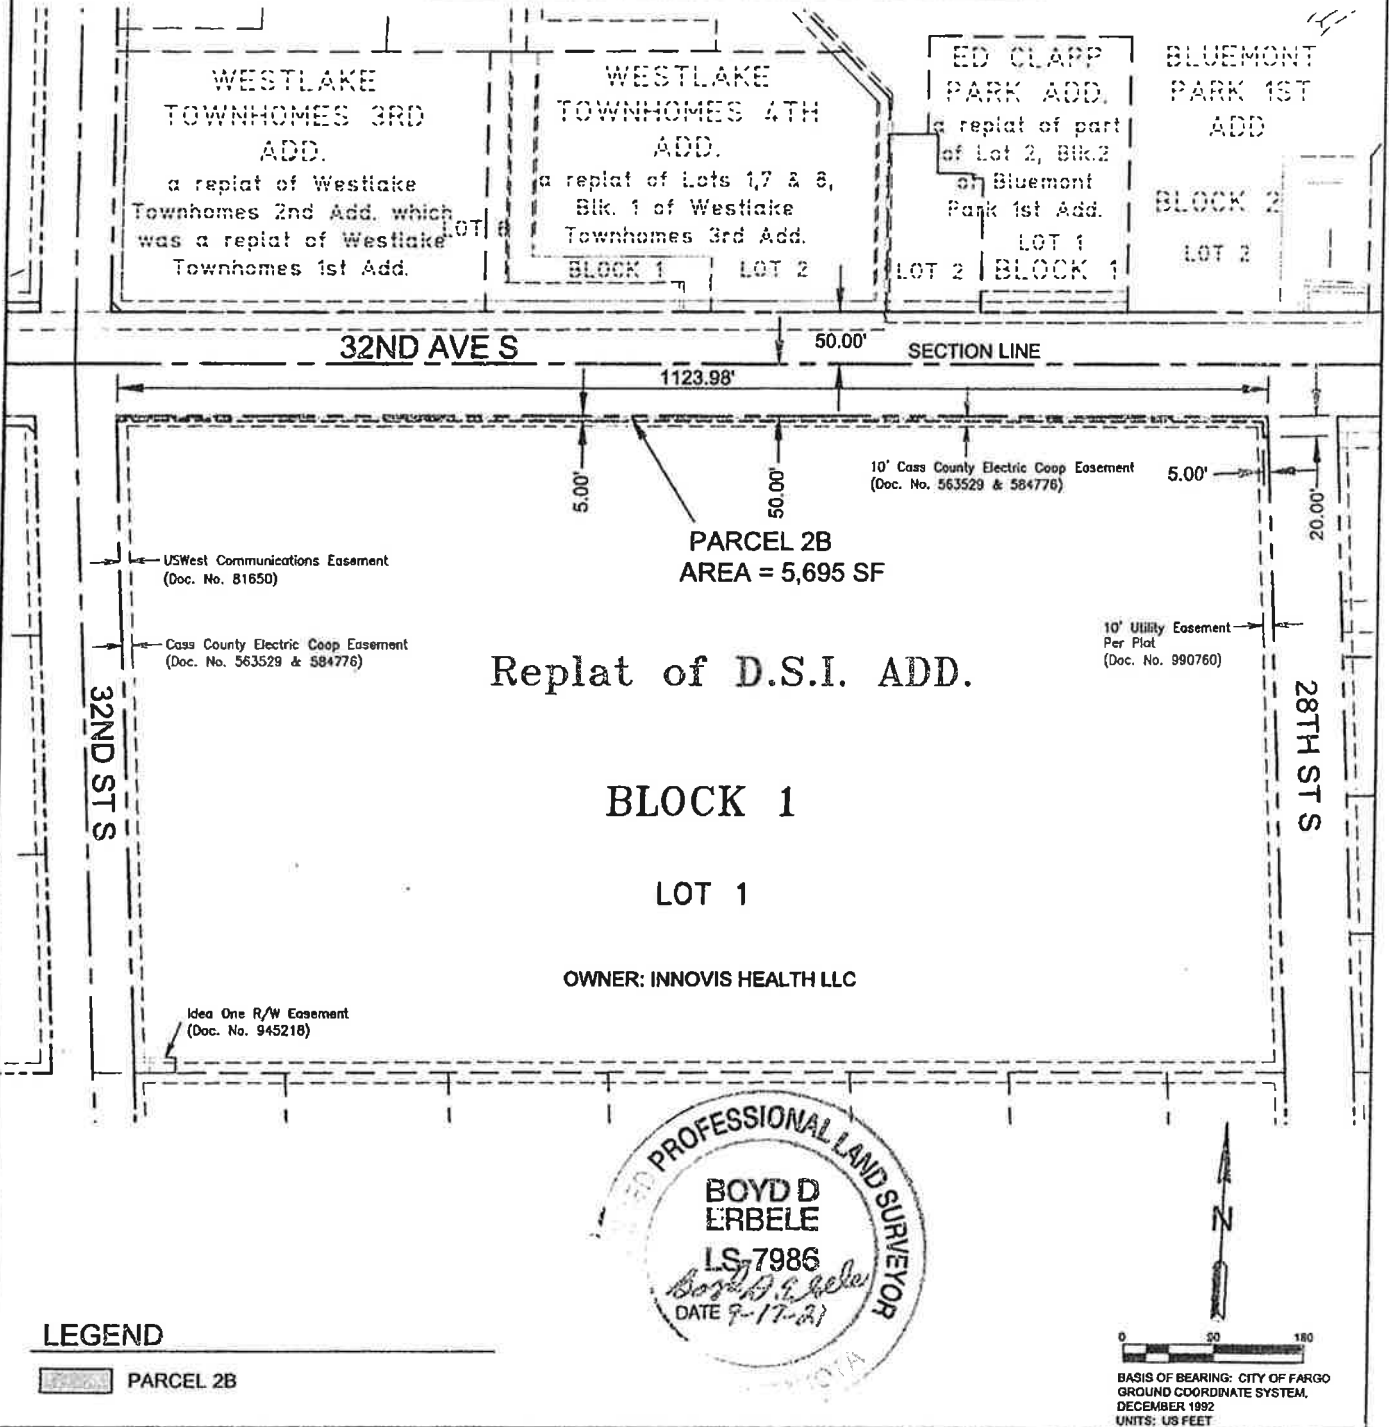 WESTLAKE
TOWNHOMES 3RD
ADD.
a replat of Westlake
Townhomes 2nd Add. which
was a replat of Westlake
Townhomes 1st Add.
LOT
WESTLAKE
TOWNHOMES 4TH
ADD.
a replat of Lots 1,7 & 8,
Blk. 1 of Westlake
Townhomes 3rd Add.
BLOCK 1
LOT 2
ED CLAPP
PARK ADD.
a replat of part
of Lot 2, Blk.2
of Bluemont
Park 1st Add.
LOT 1
LOT 2
BLOCK 1
BLUEMONT
PARK 1ST
ADD
BLOCK 2
LOT 2
32ND AVE S
50.00'
SECTION LINE
1123.98'
5.00'
50.00'
10' Cass County Electric Coop Easement
(Doc. No. 563529 & 584776)
5.00'
20.00'
PARCEL 2B
AREA = 5,695 SF
USWest Communications Easement
(Doc. No. 81650)
Cass County Electric Coop Easement
(Doc. No. 563529 & 584776)
10' Utility Easement
Per Plat
(Doc. No. 990760)
Replat of D.S.I. ADD.
32ND ST S
28TH ST S
BLOCK 1
LOT 1
OWNER: INNOVIS HEALTH LLC
Idea One R/W Easement
(Doc. No. 945218)
PROFESSIONAL LAND SURVEYOR
BOYD D
ERBELE
LS-7986
Boyd D. Erbele
DATE 9-17-21
N
LEGEND
PARCEL 2B
0 90 180
BASIS OF BEARING: CITY OF FARGO
GROUND COORDINATE SYSTEM,
DECEMBER 1992
UNITS: US FEET